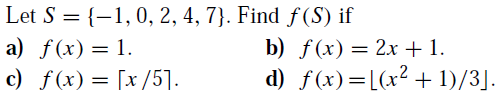 Let S = {−1, 0, 2, 4, 7}. Find f(S) if
a) f(x) = 1. b) f(x) = 2x + 1.
c) f(x) = ⌈x/5⌉. d) f(x)=⌊(x² + 1)/3⌋.